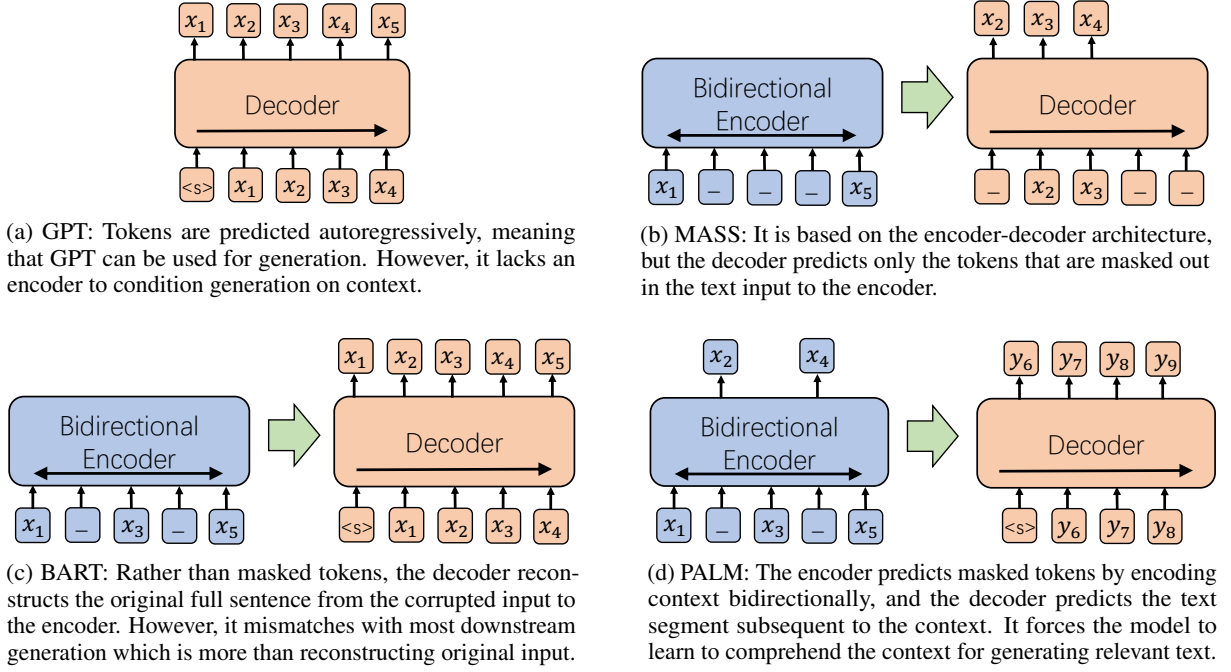 x₁ x₂ x₃ x₄ x₅
Decoder
<s> x₁ x₂ x₃ x₄
(a) GPT: Tokens are predicted autoregressively, meaning
that GPT can be used for generation. However, it lacks an
encoder to condition generation on context.
x₂ x₃ x₄
Bidirectional
Encoder
Decoder
x₁ _ _ _ x₅
_ x₂ x₃ _ _
(b) MASS: It is based on the encoder-decoder architecture,
but the decoder predicts only the tokens that are masked out
in the text input to the encoder.
x₁ x₂ x₃ x₄ x₅
Bidirectional
Encoder
Decoder
x₁ _ x₃ _ x₅
<s> x₁ x₂ x₃ x₄
(c) BART: Rather than masked tokens, the decoder recon-
structs the original full sentence from the corrupted input to
the encoder. However, it mismatches with most downstream
generation which is more than reconstructing original input.
x₂ x₄
y₆ y₇ y₈ y₉
Bidirectional
Encoder
Decoder
x₁ _ x₃ _ x₅
<s> y₆ y₇ y₈
(d) PALM: The encoder predicts masked tokens by encoding
context bidirectionally, and the decoder predicts the text
segment subsequent to the context. It forces the model to
learn to comprehend the context for generating relevant text.